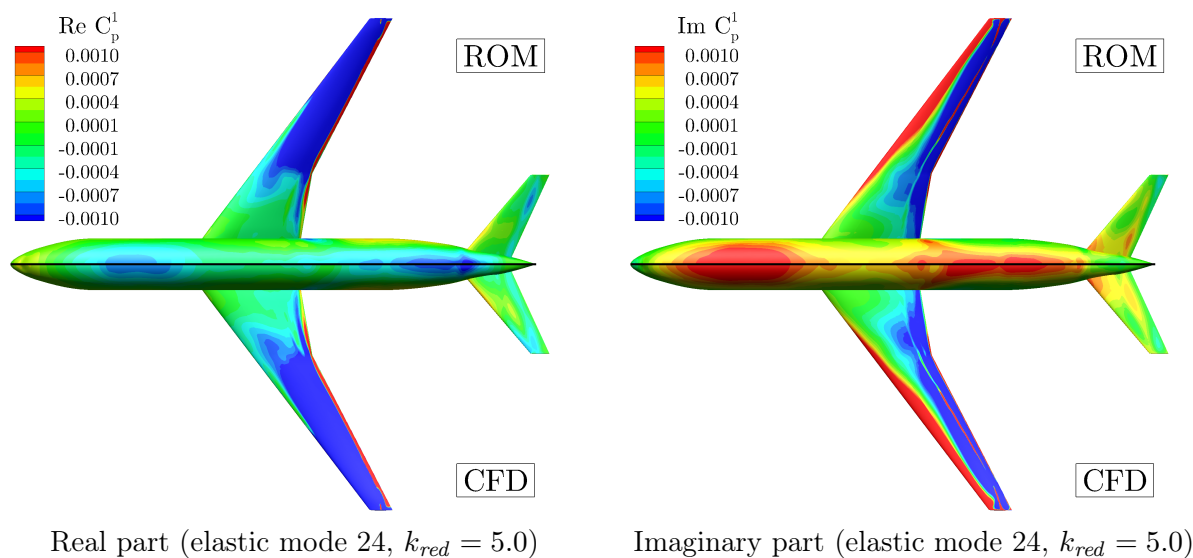 Re C_p^1
0.0010
0.0007
0.0004
0.0001
-0.0001
-0.0004
-0.0007
-0.0010
ROM
CFD
Real part (elastic mode 24, k_red = 5.0)
Im C_p^1
0.0010
0.0007
0.0004
0.0001
-0.0001
-0.0004
-0.0007
-0.0010
ROM
CFD
Imaginary part (elastic mode 24, k_red = 5.0)